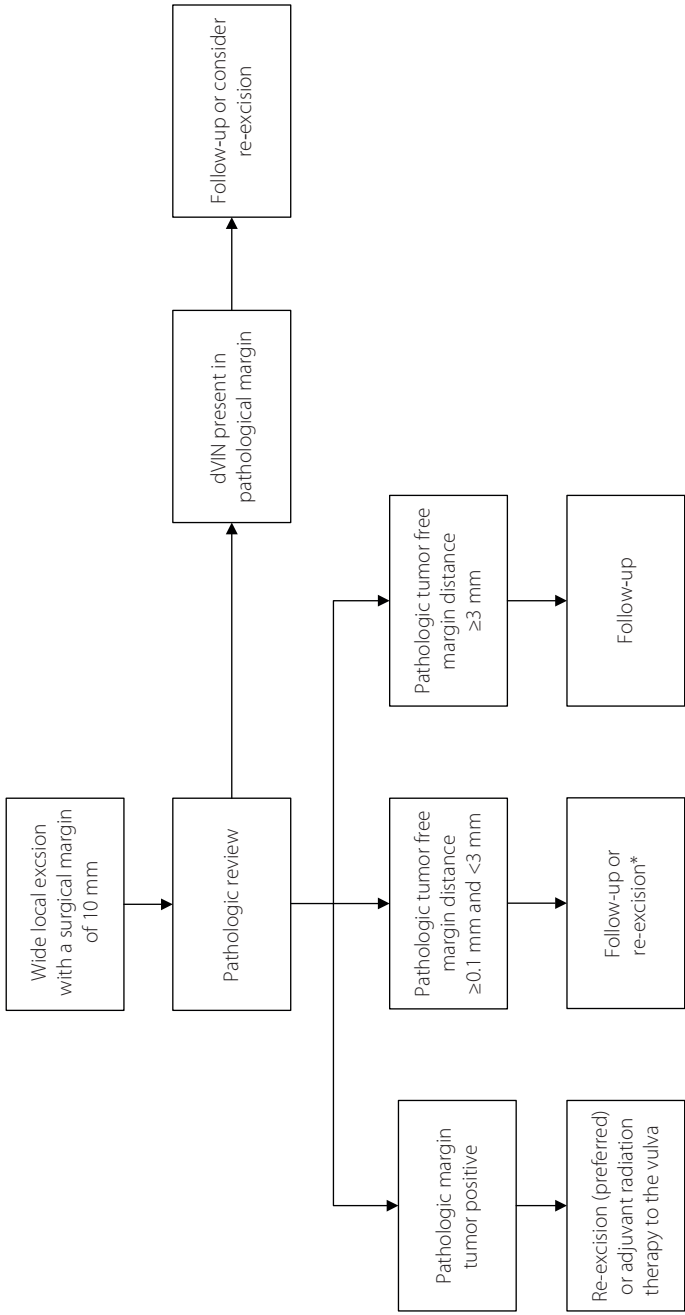 Wide local excsion
with a surgical margin
of 10 mm
Pathologic review
dVIN present in
pathological margin
Follow-up or consider
re-excision
Pathologic margin
tumor positive
Pathologic tumor free
margin distance
≥0.1 mm and <3 mm
Pathologic tumor free
margin distance
≥3 mm
Re-excision (preferred)
or adjuvant radiation
therapy to the vulva
Follow-up or
re-excision*
Follow-up